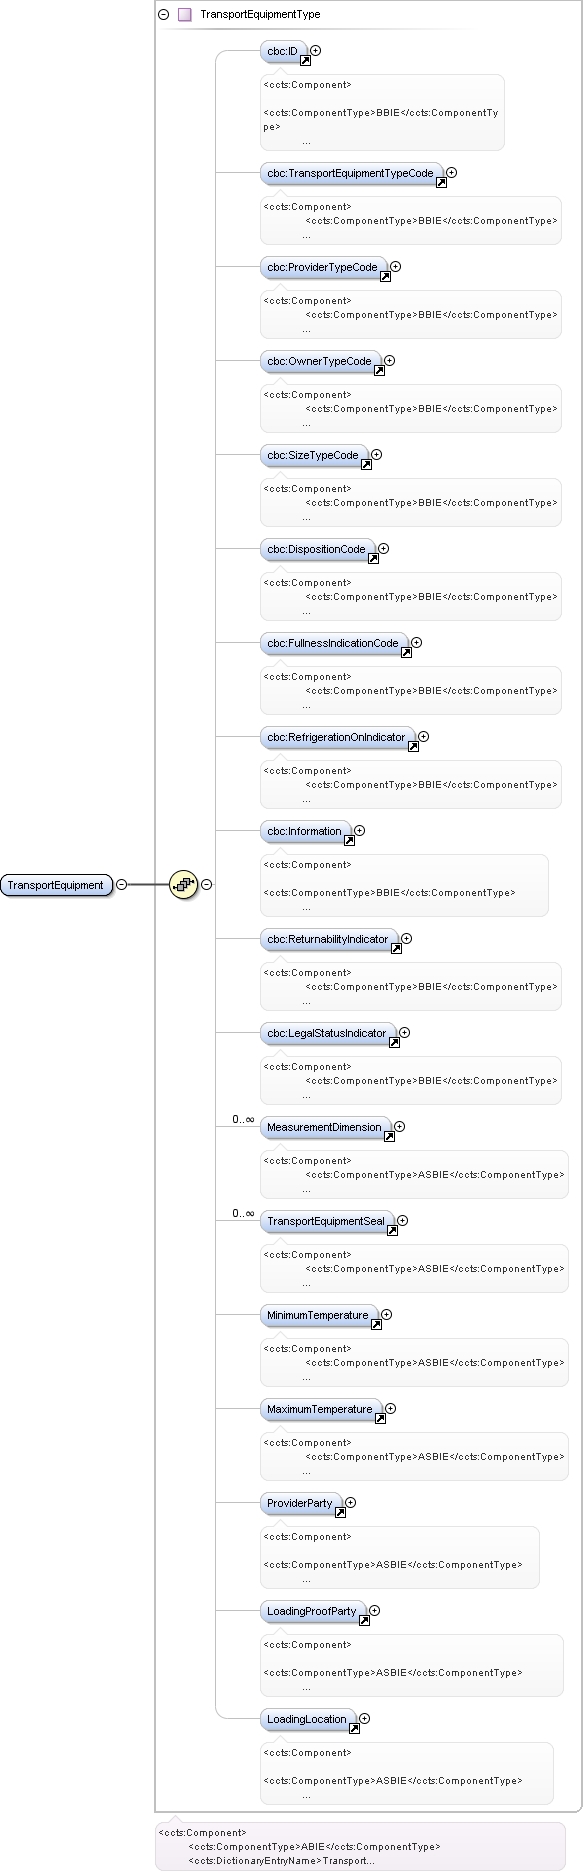 TransportEquipmentType
cbc:ID
<ccts:Component>
<ccts:ComponentType>BBIE</ccts:ComponentTy
pe>
...
cbc:TransportEquipmentTypeCode
<ccts:Component>
<ccts:ComponentType>BBIE</ccts:ComponentType>
...
cbc:ProviderTypeCode
<ccts:Component>
<ccts:ComponentType>BBIE</ccts:ComponentType>
...
cbc:OwnerTypeCode
<ccts:Component>
<ccts:ComponentType>BBIE</ccts:ComponentType>
...
cbc:SizeTypeCode
<ccts:Component>
<ccts:ComponentType>BBIE</ccts:ComponentType>
...
cbc:DispositionCode
<ccts:Component>
<ccts:ComponentType>BBIE</ccts:ComponentType>
...
cbc:FullnessIndicationCode
<ccts:Component>
<ccts:ComponentType>BBIE</ccts:ComponentType>
...
cbc:RefrigerationOnIndicator
<ccts:Component>
<ccts:ComponentType>BBIE</ccts:ComponentType>
...
cbc:Information
<ccts:Component>
<ccts:ComponentType>BBIE</ccts:ComponentType>
...
TransportEquipment
cbc:ReturnabilityIndicator
<ccts:Component>
<ccts:ComponentType>BBIE</ccts:ComponentType>
...
cbc:LegalStatusIndicator
<ccts:Component>
<ccts:ComponentType>BBIE</ccts:ComponentType>
...
0..∞
MeasurementDimension
<ccts:Component>
<ccts:ComponentType>ASBIE</ccts:ComponentType>
...
0..∞
TransportEquipmentSeal
<ccts:Component>
<ccts:ComponentType>ASBIE</ccts:ComponentType>
...
MinimumTemperature
<ccts:Component>
<ccts:ComponentType>ASBIE</ccts:ComponentType>
...
MaximumTemperature
<ccts:Component>
<ccts:ComponentType>ASBIE</ccts:ComponentType>
...
ProviderParty
<ccts:Component>
<ccts:ComponentType>ASBIE</ccts:ComponentType>
...
LoadingProofParty
<ccts:Component>
<ccts:ComponentType>ASBIE</ccts:ComponentType>
...
LoadingLocation
<ccts:Component>
<ccts:ComponentType>ASBIE</ccts:ComponentType>
...
<ccts:Component>
<ccts:ComponentType>ABIE</ccts:ComponentType>
<ccts:DictionaryEntryName>Transport...